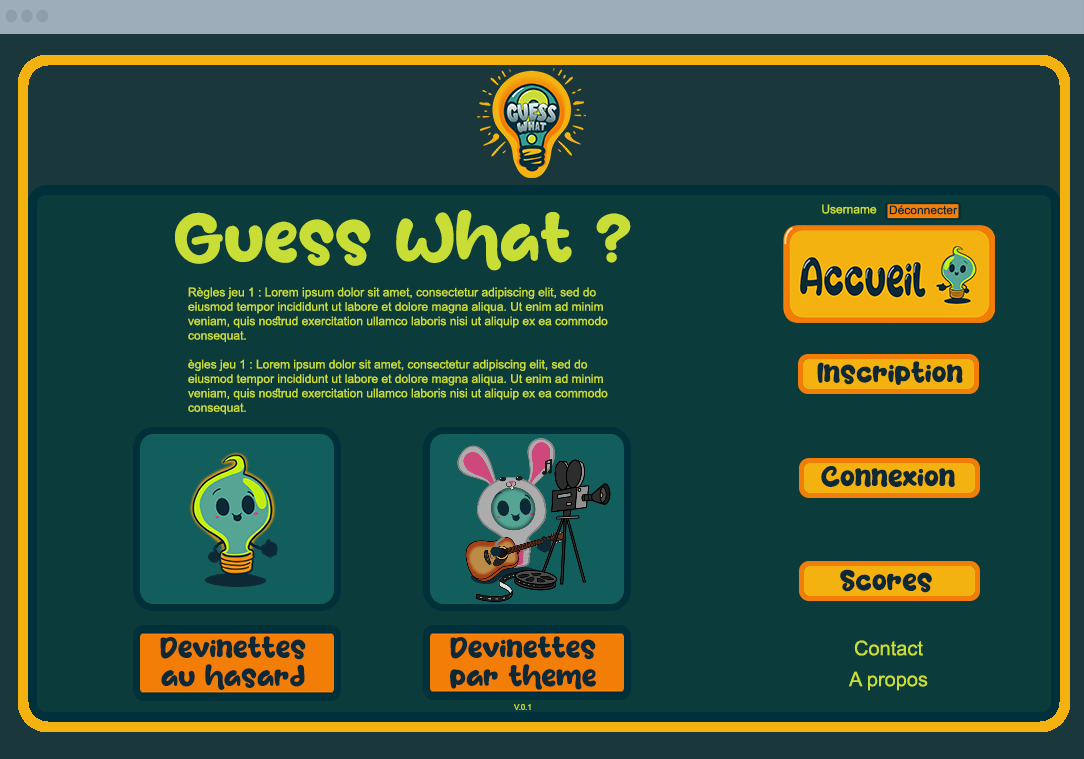 GUESS
WHAT
Guess What ?
Règles jeu 1 : Lorem ipsum dolor sit amet, consectetur adipiscing elit, sed do
eiusmod tempor incididunt ut labore et dolore magna aliqua. Ut enim ad minim
veniam, quis nostrud exercitation ullamco laboris nisi ut aliquip ex ea commodo
consequat.
ègles jeu 1 : Lorem ipsum dolor sit amet, consectetur adipiscing elit, sed do
eiusmod tempor incididunt ut labore et dolore magna aliqua. Ut enim ad minim
veniam, quis nostrud exercitation ullamco laboris nisi ut aliquip ex ea commodo
consequat.
Devinettes
au hasard
Devinettes
par theme
V.0.1
Username Déconnecter
Accueil
Inscription
Connexion
Scores
Contact
A propos